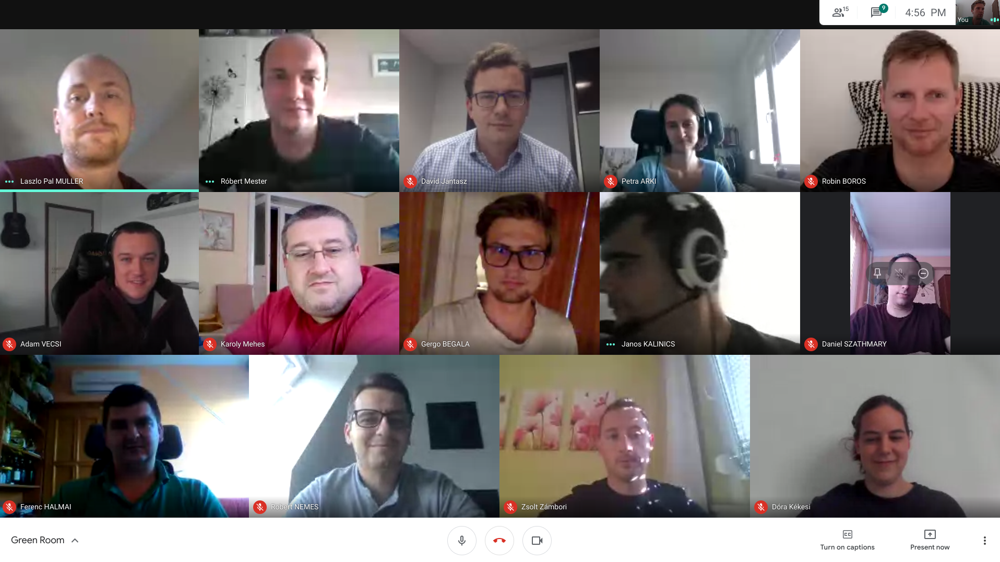 15
9
4:56 PM
You
Laszlo Pal MULLER
Róbert Mester
David Jantasz
Petra ARKI
Robin BOROS
Adam VECSI
Karoly Mehes
Gergo BEGALA
Janos KALINICS
Daniel SZATHMARY
Ferenc HALMAI
Robert NEMES
Zsolt Zámbori
Dóra Kékesi
Green Room
CC
Turn on captions
Present now